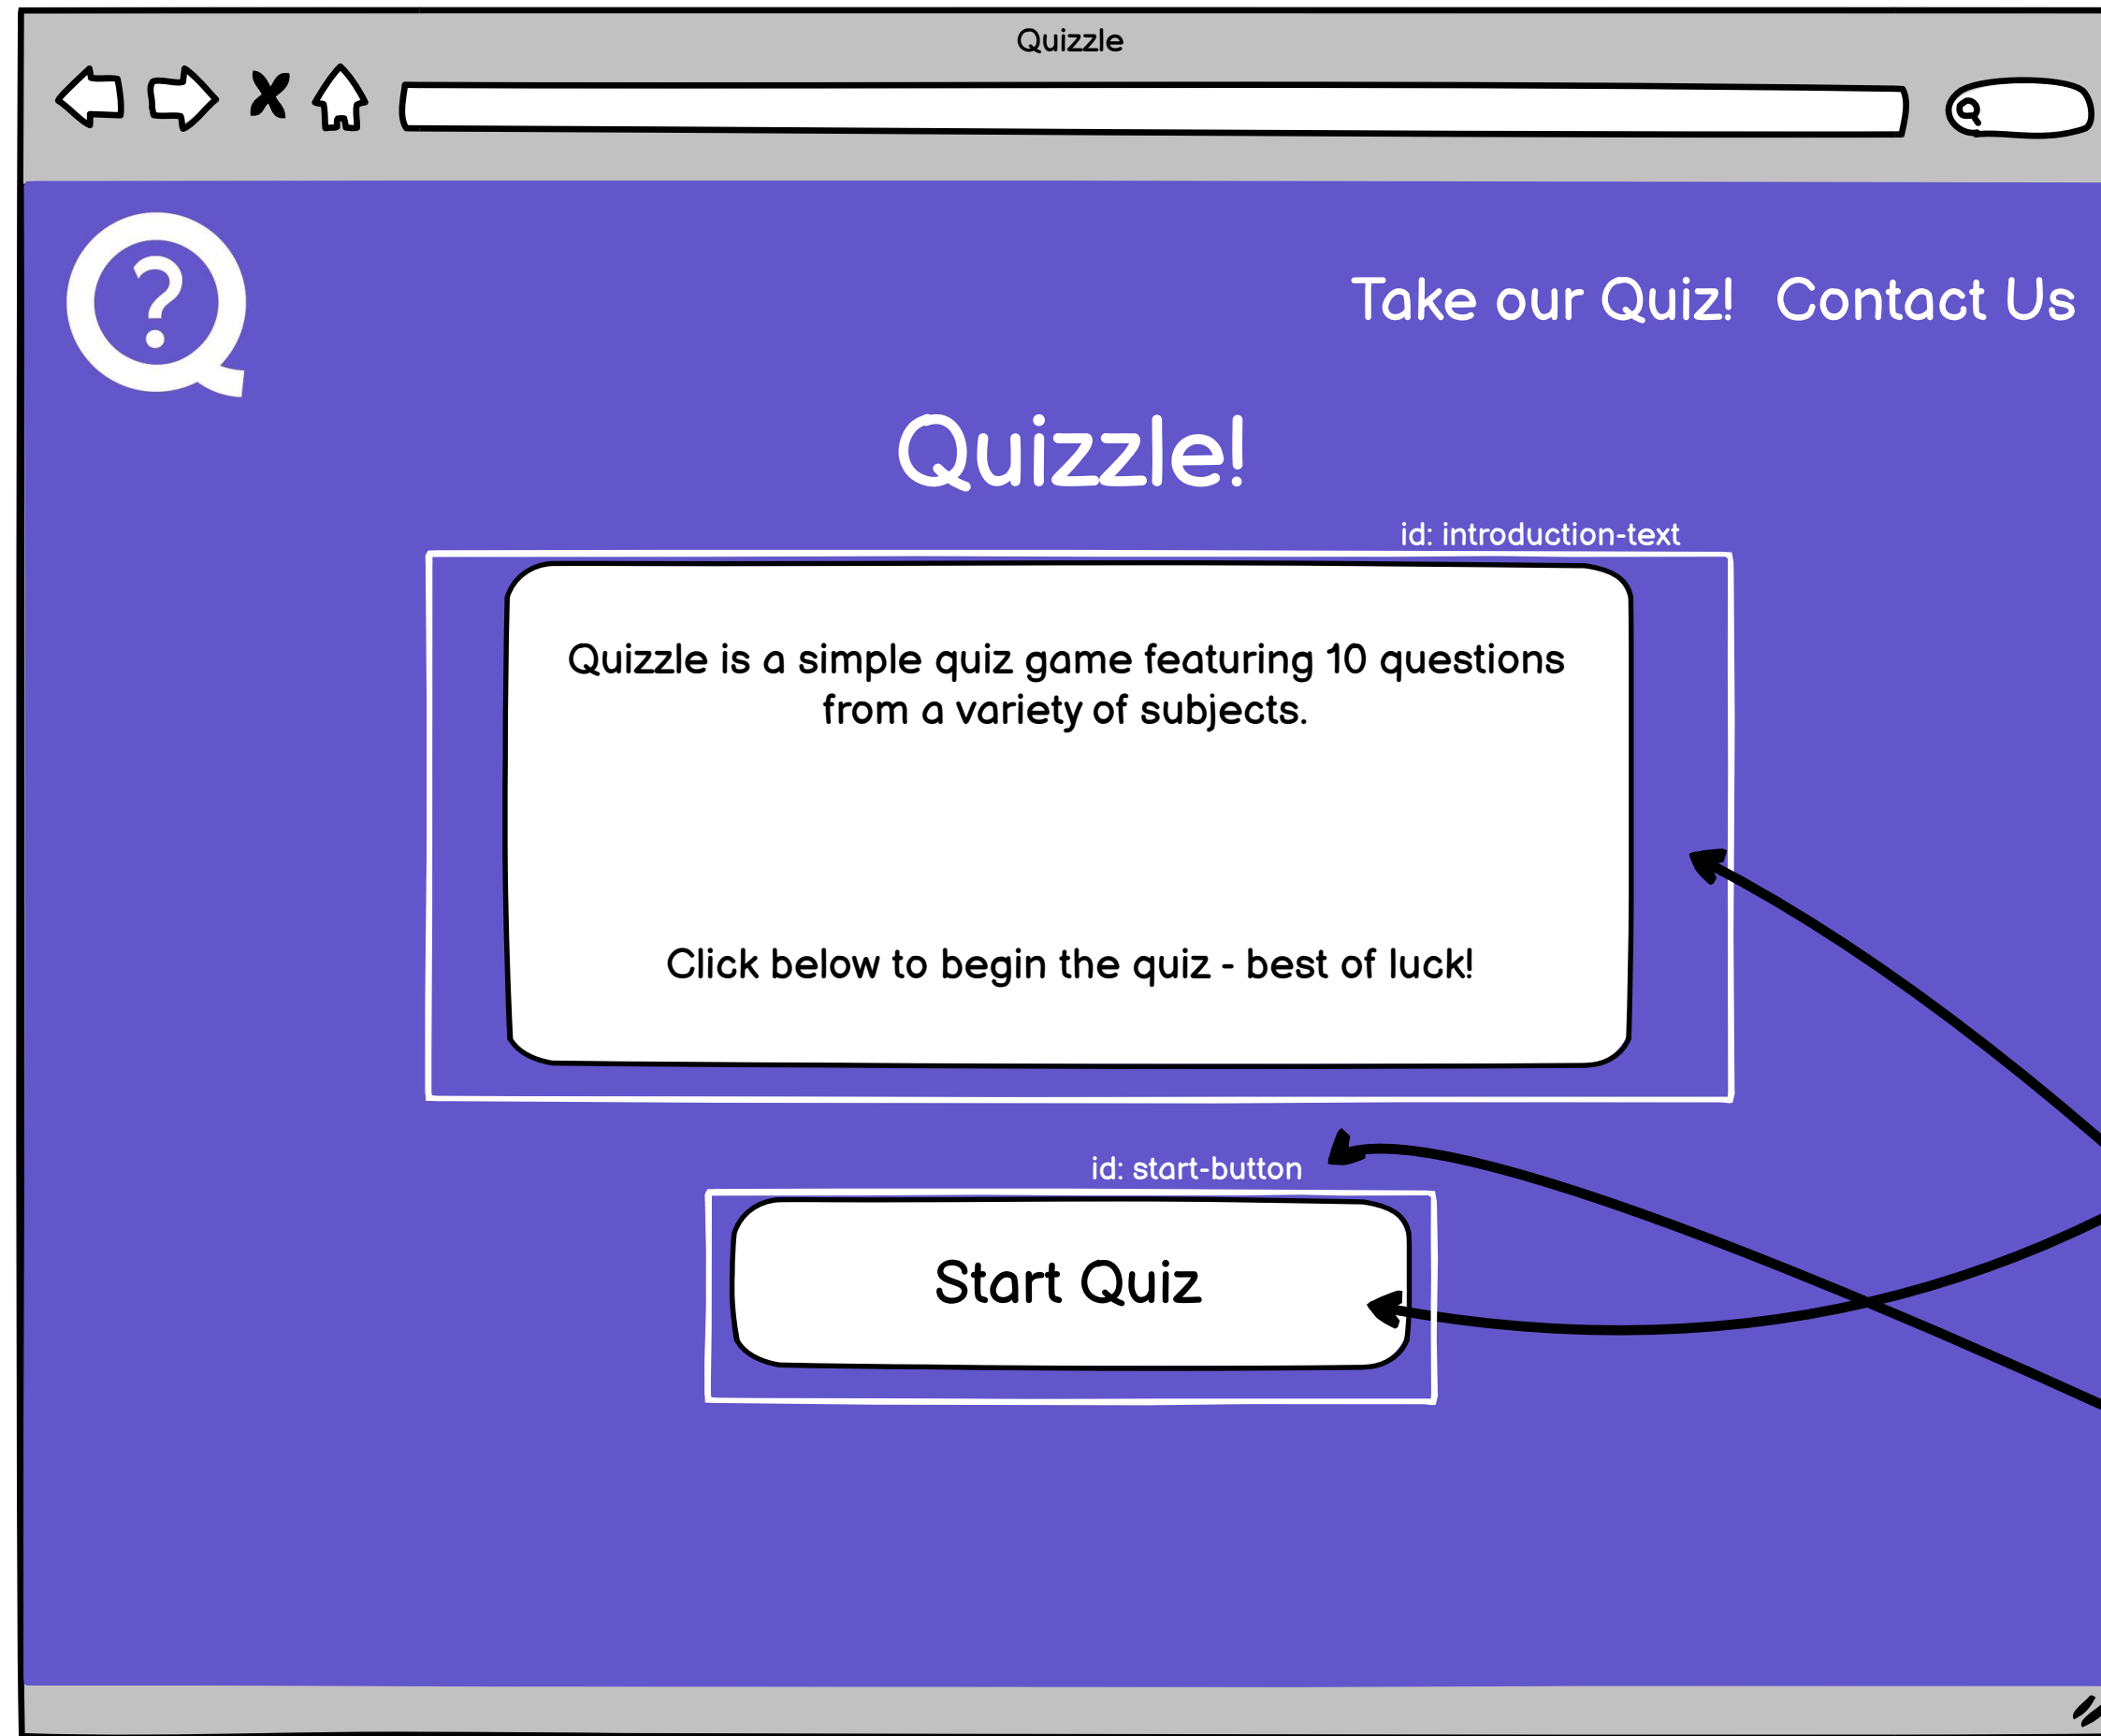 Quizzle
?
Take our Quiz! Contact Us
Quizzle!
id: introduction-text
Quizzle is a simple quiz game featuring 10 questions
from a variety of subjects.
Click below to begin the quiz - best of luck!
id: start-button
Start Quiz